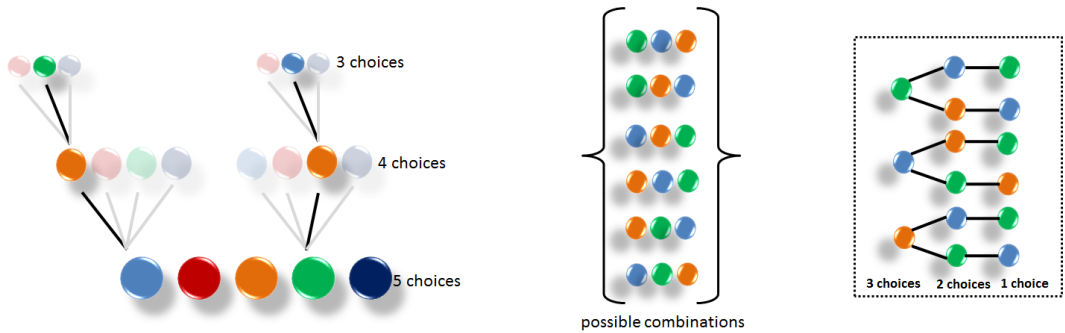 3 choices
4 choices
5 choices
possible combinations
3 choices 2 choices 1 choice